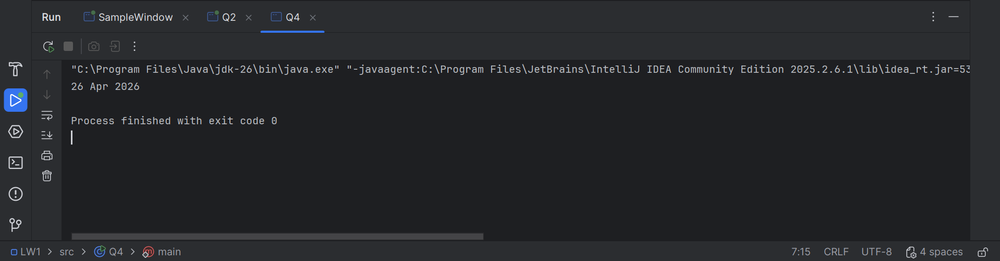 Run SampleWindow Q2 Q4
"C:\Program Files\Java\jdk-26\bin\java.exe" "-javaagent:C:\Program Files\JetBrains\IntelliJ IDEA Community Edition 2025.2.6.1\lib\idea_rt.jar=53
26 Apr 2026
Process finished with exit code 0
LW1 > src > Q4 > main 7:15 CRLF UTF-8 4 spaces